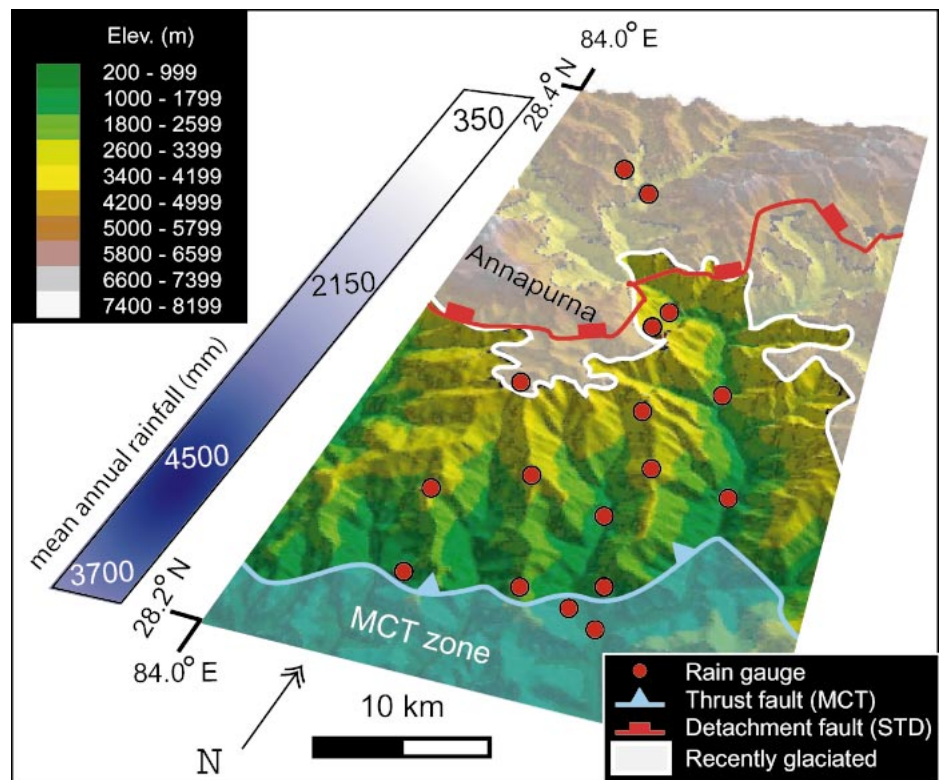 Elev. (m)
200 - 999
1000 - 1799
1800 - 2599
2600 - 3399
3400 - 4199
4200 - 4999
5000 - 5799
5800 - 6599
6600 - 7399
7400 - 8199
84.0° E
28.4° N
350
2150
4500
3700
mean annual rainfall (mm)
Annapurna
28.2° N
84.0° E
MCT zone
10 km
N
Rain gauge
Thrust fault (MCT)
Detachment fault (STD)
Recently glaciated